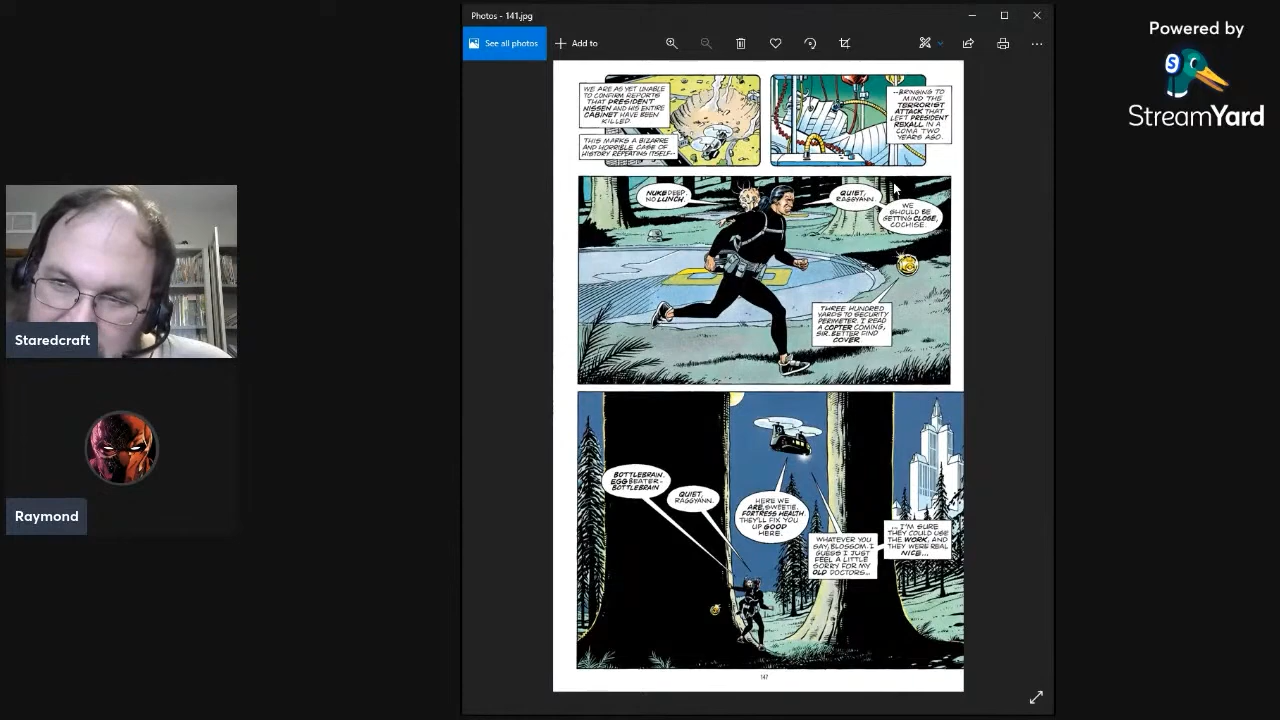 Photos - 141.jpg
See all photos
Add to
Powered by
S
StreamYard
WE ARE AS YET UNABLE
TO CONFIRM REPORTS
THAT PRESIDENT
NISSEN AND HIS ENTIRE
CABINET HAVE BEEN
KILLED.
THIS MARKS A BIZARRE
AND HORRIBLE CASE OF
HISTORY REPEATING ITSELF--
--BRINGING TO
MIND THE
TERRORIST
ATTACK THAT
LEFT PRESIDENT
REXALL IN A
COMA TWO
YEARS AGO.
NUKE DEEP.
NO LUNCH.
QUIET,
RAGGYANN.
WE
SHOULD BE
GETTING CLOSE,
COCHISE.
THREE HUNDRED
YARDS TO SECURITY
PERIMETER. I READ
A COPTER COMING,
SIR. BETTER FIND
COVER.
BOTTLEBRAIN.
EGGBEATER-
BOTTLEBRAIN
QUIET,
RAGGYANN.
HERE WE
ARE, SWEETIE.
FORTRESS HEALTH.
THEY'LL FIX YOU
UP GOOD
HERE.
WHATEVER YOU
SAY, BLOSSOM. I
GUESS I JUST
FEEL A LITTLE
SORRY FOR MY
OLD DOCTORS...
...I'M SURE
THEY COULD USE
THE WORK, AND
THEY WERE REAL
NICE...
147
Staredcraft
Raymond